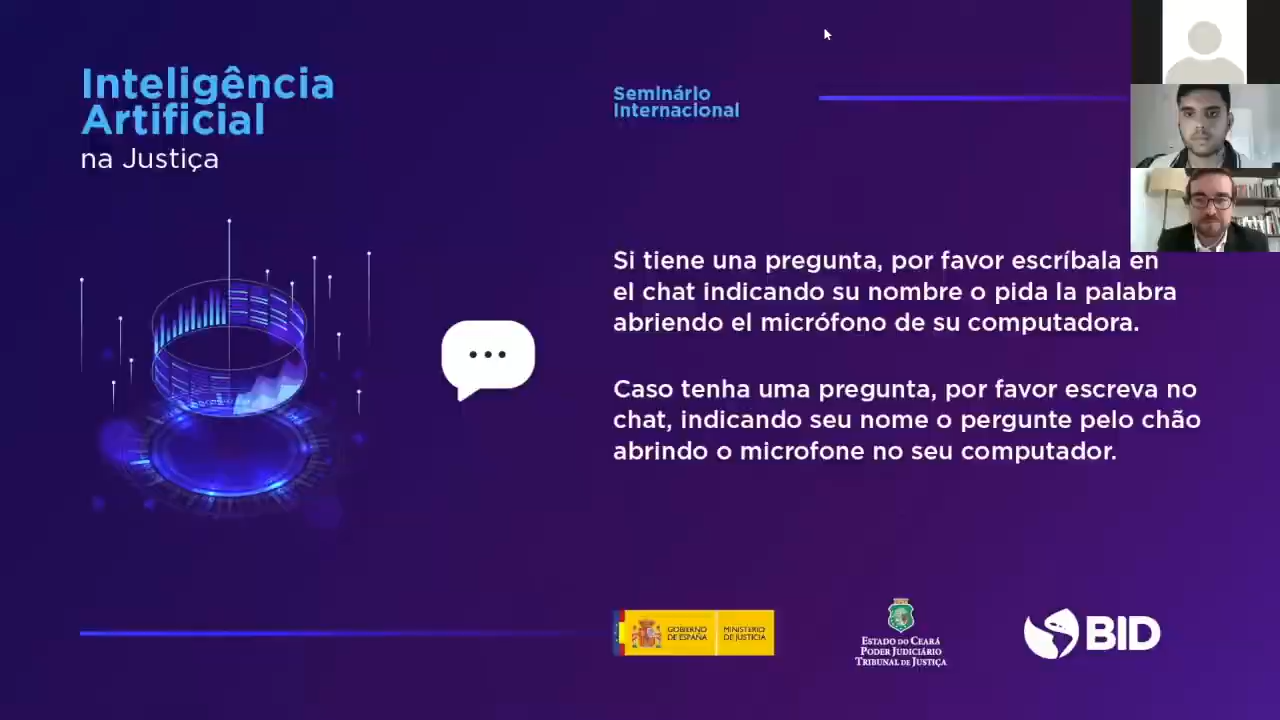 Inteligência
Artificial
na Justiça
Seminário
Internacional
Si tiene una pregunta, por favor escríbala en
el chat indicando su nombre o pida la palabra
abriendo el micrófono de su computadora.
Caso tenha uma pergunta, por favor escreva no
chat, indicando seu nome o pergunte pelo chão
abrindo o microfone no seu computador.
GOBIERNO
DE ESPAÑA
MINISTERIO
DE JUSTICIA
ESTADO DO CEARÁ
PODER JUDICIÁRIO
TRIBUNAL DE JUSTIÇA
BID